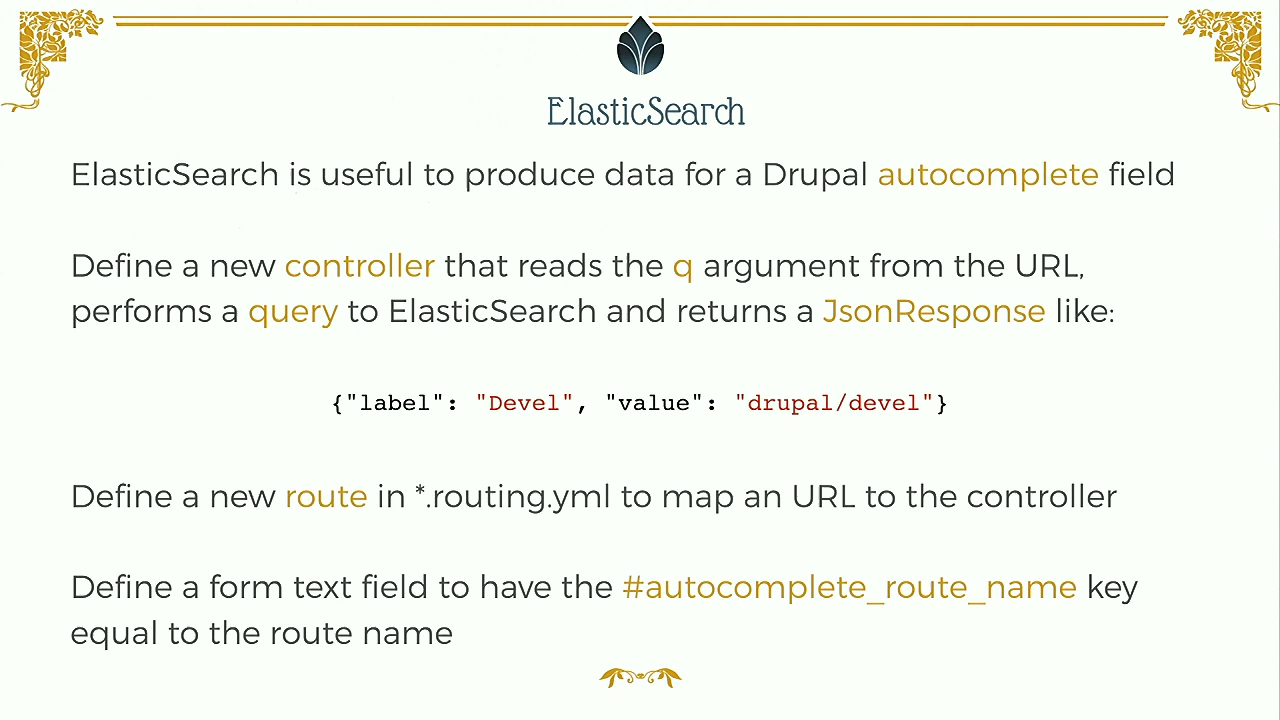 ElasticSearch
ElasticSearch is useful to produce data for a Drupal autocomplete field
Define a new controller that reads the q argument from the URL,
performs a query to ElasticSearch and returns a JsonResponse like:
{"label": "Devel", "value": "drupal/devel"}
Define a new route in *.routing.yml to map an URL to the controller
Define a form text field to have the #autocomplete_route_name key
equal to the route name